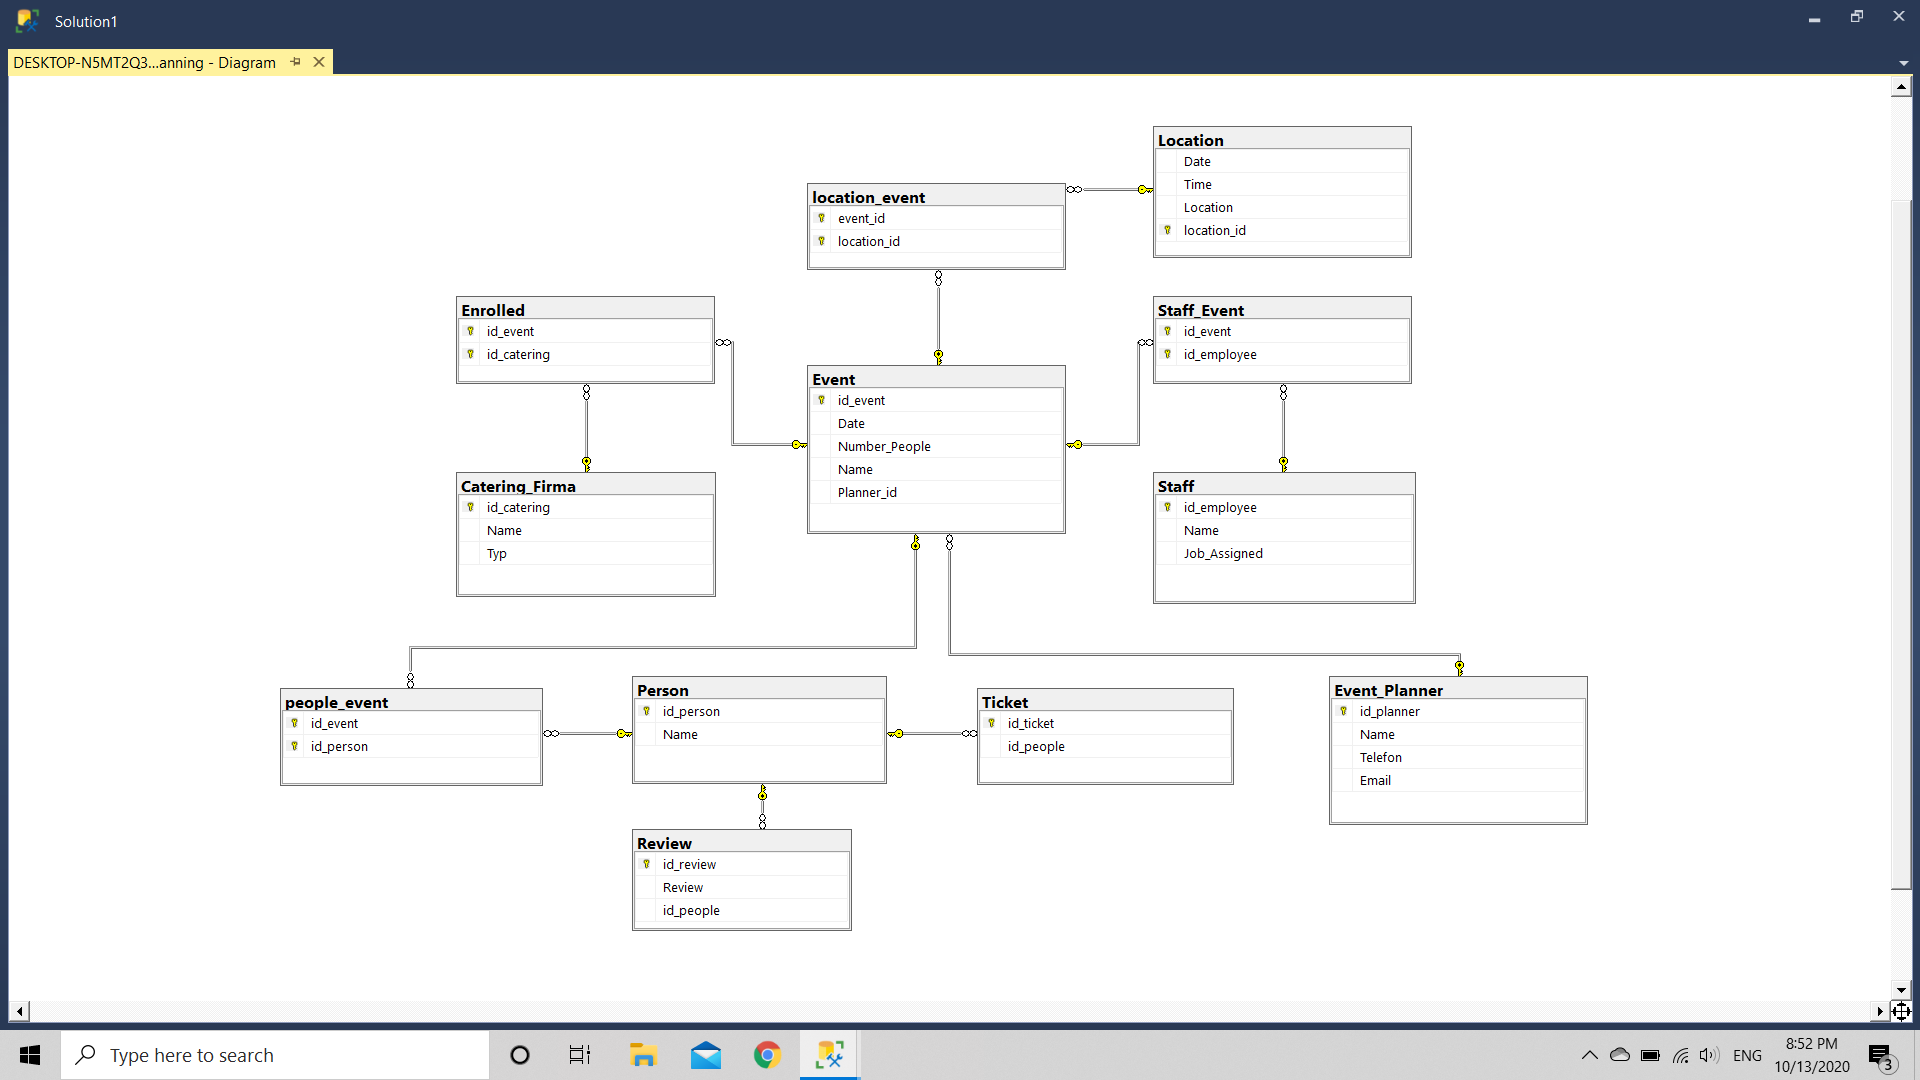 Solution1
DESKTOP-N5MT2Q3...anning - Diagram
Location
Date
Time
Location
location_id
location_event
event_id
location_id
Enrolled
id_event
id_catering
Staff_Event
id_event
id_employee
Event
id_event
Date
Number_People
Name
Planner_id
Catering_Firma
id_catering
Name
Typ
Staff
id_employee
Name
Job_Assigned
people_event
id_event
id_person
Person
id_person
Name
Ticket
id_ticket
id_people
Event_Planner
id_planner
Name
Telefon
Email
Review
id_review
Review
id_people
Type here to search
ENG
8:52 PM
10/13/2020
3